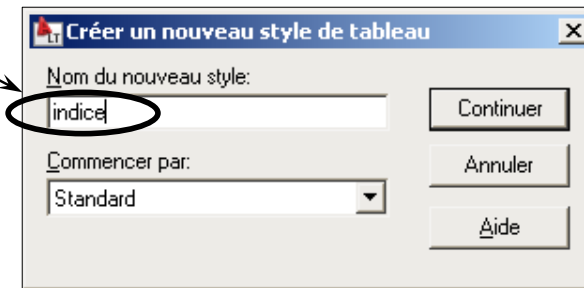 Créer un nouveau style de tableau
Nom du nouveau style:
indice
Continuer
Commencer par:
Annuler
Standard
Aide